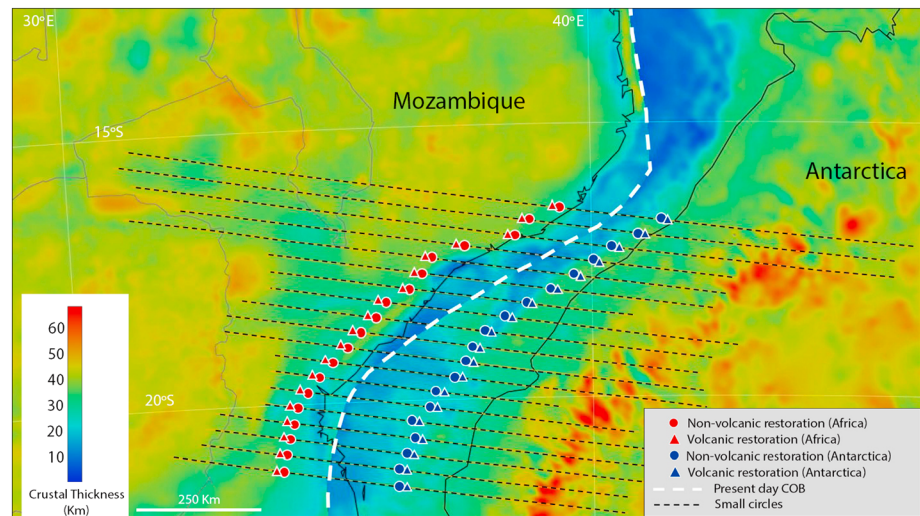 30°E
40°E
Mozambique
15°S
Antarctica
60
50
40
30
20
10
Crustal Thickness
(Km)
20°S
250 Km
Non-volcanic restoration (Africa)
Volcanic restoration (Africa)
Non-volcanic restoration (Antarctica)
Volcanic restoration (Antarctica)
Present day COB
Small circles